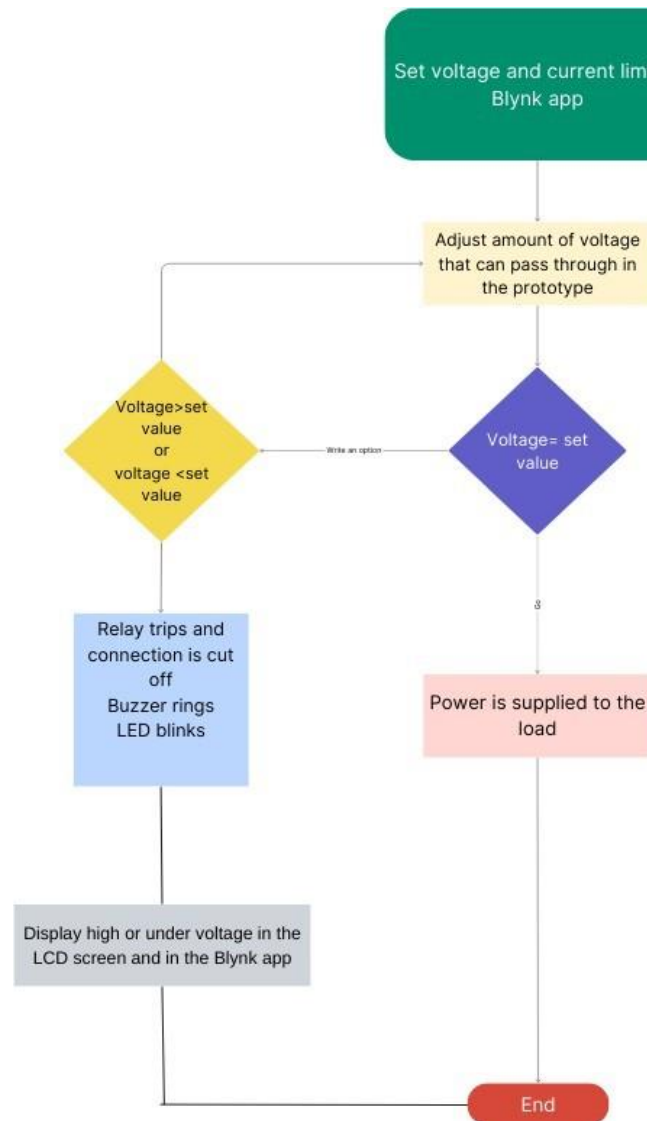 Set voltage and current lim
Blynk app
Adjust amount of voltage
that can pass through in
the prototype
Voltage>set
value
or
voltage <set
value
Write an option
Voltage= set
value
Go
Relay trips and
connection is cut
off
Buzzer rings
LED blinks
Power is supplied to the
load
Display high or under voltage in the
LCD screen and in the Blynk app
End